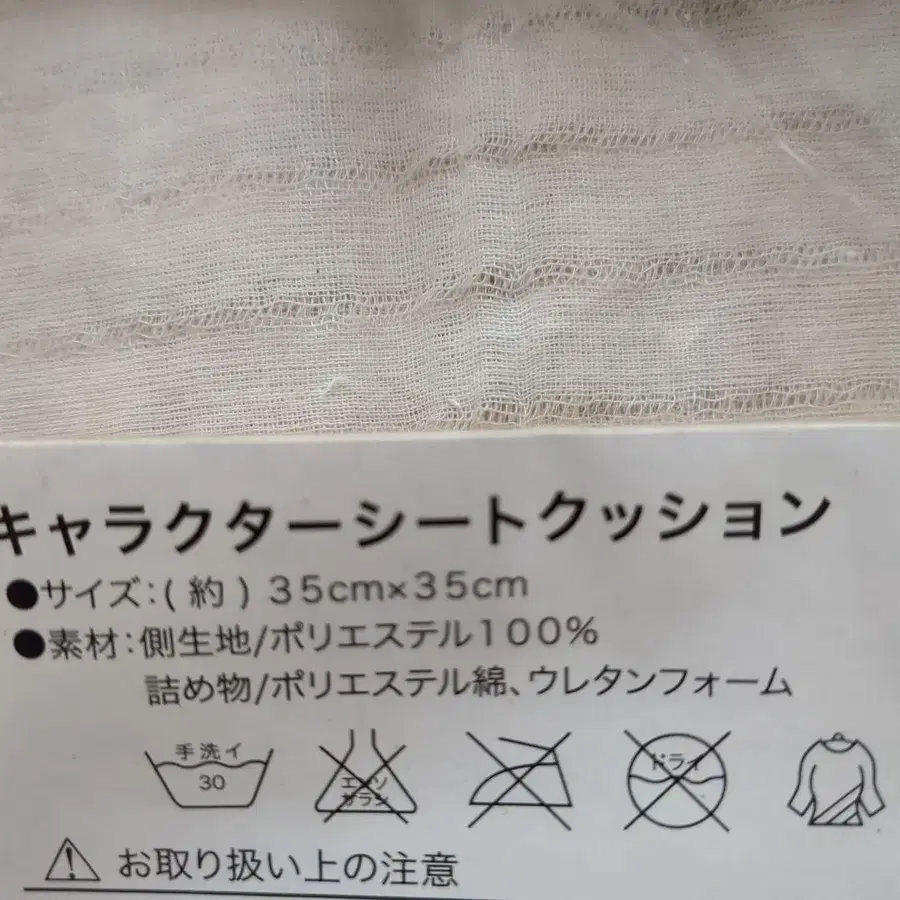 キャラクターシートクッション
●サイズ:(約)35cm×35cm
●素材:側生地/ポリエステル100%
詰め物/ポリエステル綿、ウレタンフォーム
手洗イ
30
エンソ
サラシ
ドライ
お取り扱い上の注意